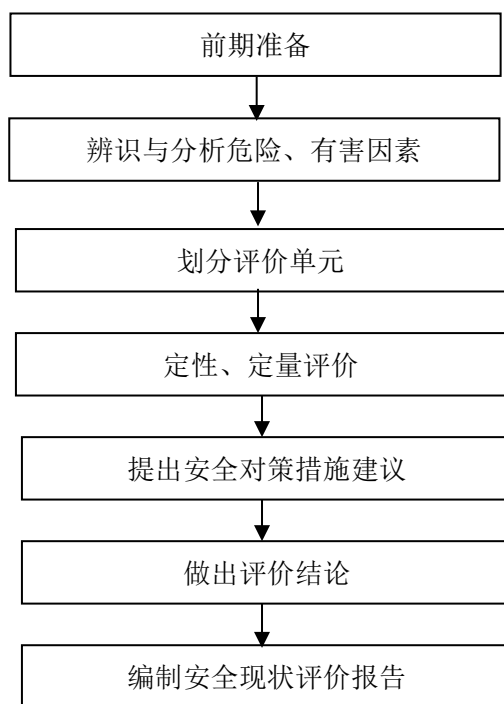 前期准备
辨识与分析危险、有害因素
划分评价单元
定性、定量评价
提出安全对策措施建议
做出评价结论
编制安全现状评价报告